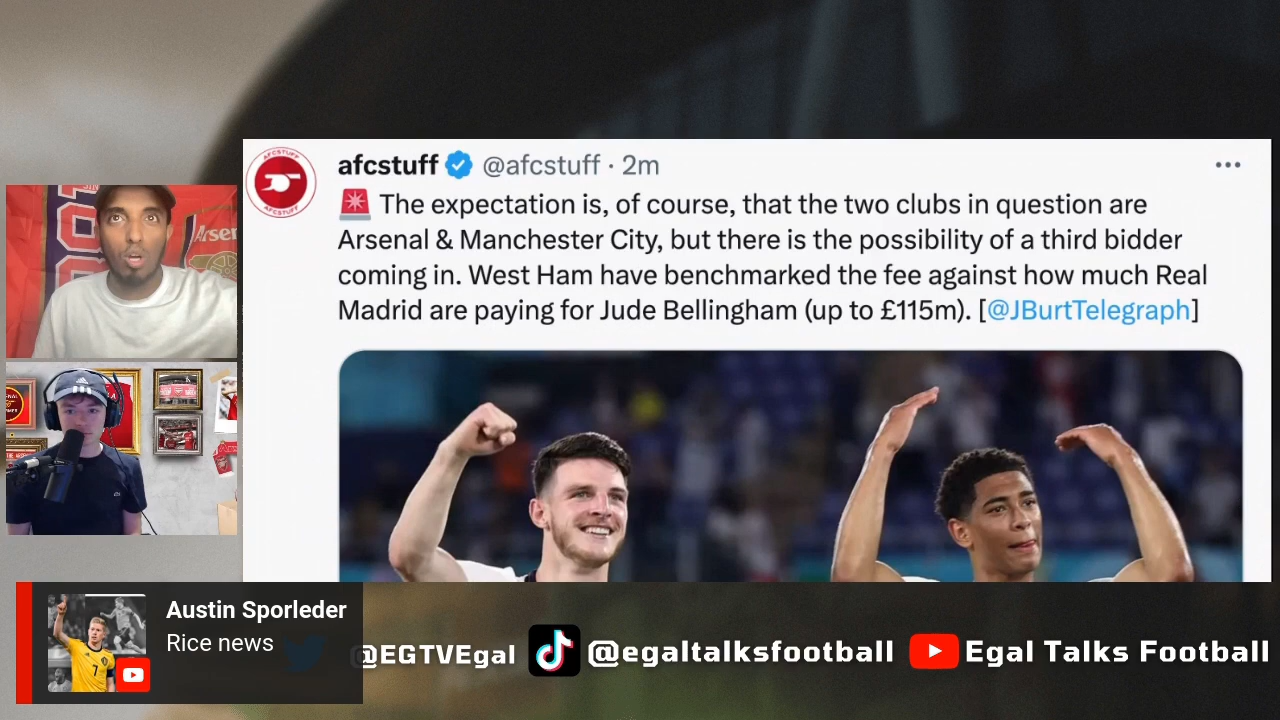 afcstuff @afcstuff · 2m
🚨 The expectation is, of course, that the two clubs in question are
Arsenal & Manchester City, but there is the possibility of a third bidder
coming in. West Ham have benchmarked the fee against how much Real
Madrid are paying for Jude Bellingham (up to £115m). [@JBurtTelegraph]
AFCSTUFF
AFCSTUFF
Arsen
Austin Sporleder
Rice news
@EGTVEgal
@egaltalksfootball
Egal Talks Football